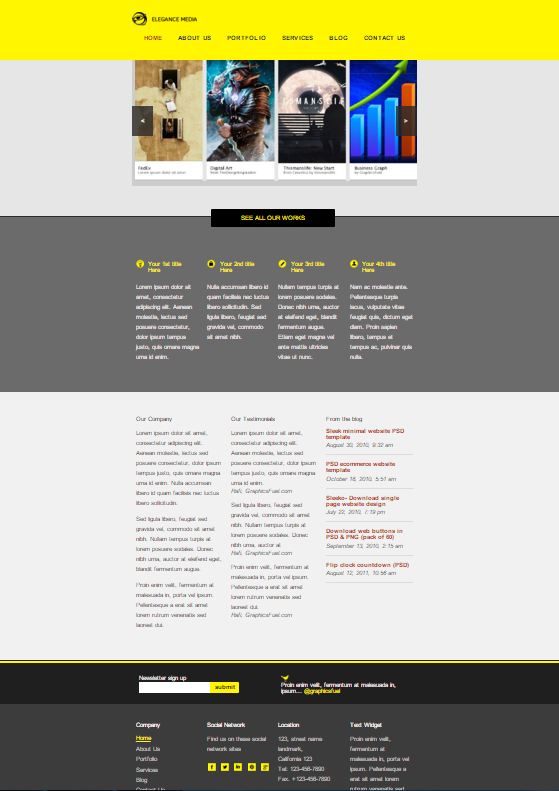 ELEGANCE MEDIA
HOME ABOUT US PORTFOLIO SERVICES BLOG CONTACT US
<
>
FedEx
Lorem ipsum dolor sit amet
Digital Art
Thismanslife: New Start
Business Graph
by GraphicsFuel
SEE ALL OUR WORKS
Your 1st title
Here
Lorem ipsum dolor sit
amet, consectetur
adipiscing elit. Aenean
molestie, lectus sed
posuere consectetur,
dolor ipsum tempus
justo, quis ornare magna
urna id enim.
Your 2nd title
Here
Nulla accumsan libero id
quam facilisis nec luctus
libero sollicitudin. Sed
ligula libero, feugiat sed
gravida vel, commodo
sit amet nibh.
Your 3rd title
Here
Nullam tempus turpis at
lorem posuere sodales.
Donec nibh urna, auctor
at eleifend eget, blandit
fermentum augue.
Etiam eget magna vel
ante mattis ultricies
vitae ut nunc.
Your 4th title
Here
Nam ac molestie ante.
Pellentesque turpis
lacus, vulputate vitae
feugiat quis, dictum eget
diam. Proin sapien
libero, tempus et
tempus ac, pulvinar quis
nulla.
Our Company
Lorem ipsum dolor sit amet,
consectetur adipiscing elit.
Aenean molestie, lectus sed
posuere consectetur, dolor ipsum
tempus justo, quis ornare magna
urna id enim. Nulla accumsan
libero id quam facilisis nec luctus
libero sollicitudin.
Sed ligula libero, feugiat sed
gravida vel, commodo sit amet
nibh. Nullam tempus turpis at
lorem posuere sodales. Donec
nibh urna, auctor at eleifend eget,
blandit fermentum augue.
Proin enim velit, fermentum at
malesuada in, porta vel ipsum.
Pellentesque a erat sit amet
lorem rutrum venenatis sed
laoreet dui.
Our Testimonials
Lorem ipsum dolor sit amet,
consectetur adipiscing elit.
Aenean molestie, lectus sed
posuere consectetur, dolor ipsum
tempus justo, quis ornare magna
urna id enim.
Hafi, GraphicsFuel.com
Sed ligula libero, feugiat sed
gravida vel, commodo sit amet
nibh. Nullam tempus turpis at
lorem posuere sodales. Donec
nibh urna, auctor at
Hafi, GraphicsFuel.com
Proin enim velit, fermentum at
malesuada in, porta vel ipsum.
Pellentesque a erat sit amet
lorem rutrum venenatis sed
laoreet dui
Hafi, GraphicsFuel.com
From the blog
Sleek minimal website PSD
template
August 30, 2010, 9:32 am
PSD ecommerce website
template
October 16, 2010, 5:51 am
Sleeko- Download single
page website design
July 22, 2010, 7:19 pm
Download web buttons in
PSD & PNG (pack of 60)
September 13, 2010, 2:15 am
Flip clock countdown (PSD)
August 12, 2011, 10:56 am
Newsletter sign up
submit
Proin enim velit, fermentum at malesuada in,
ipsum... @graphicsfuel
Company
Home
About Us
Portfolio
Services
Blog
Contact Us
Social Network
Find us on these social
network sites
Location
123, street name
landmark,
California 123
Tel: 123-456-7890
Fax. +123-456-7890
Text Widget
Proin enim velit,
fermentum at
malesuada in, porta vel
ipsum. Pellentesque a
erat sit amet lorem
rutrum venenatis sed